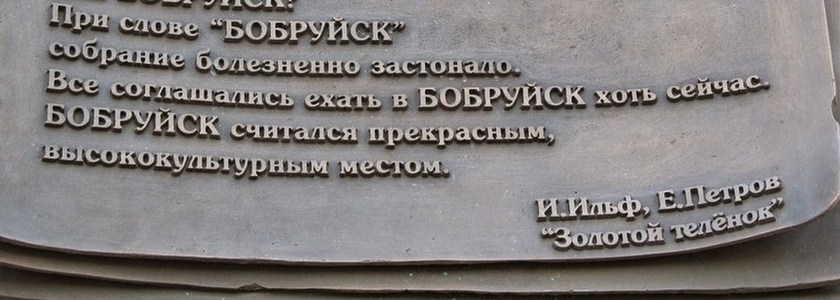 БОБРУЙСК?
При слове “БОБРУЙСК”
собрание болезненно застонало.
Все соглашались ехать в БОБРУЙСК хоть сейчас.
БОБРУЙСК считался прекрасным,
высококультурным местом.
И.Ильф, Е.Петров
“Золотой телёнок”